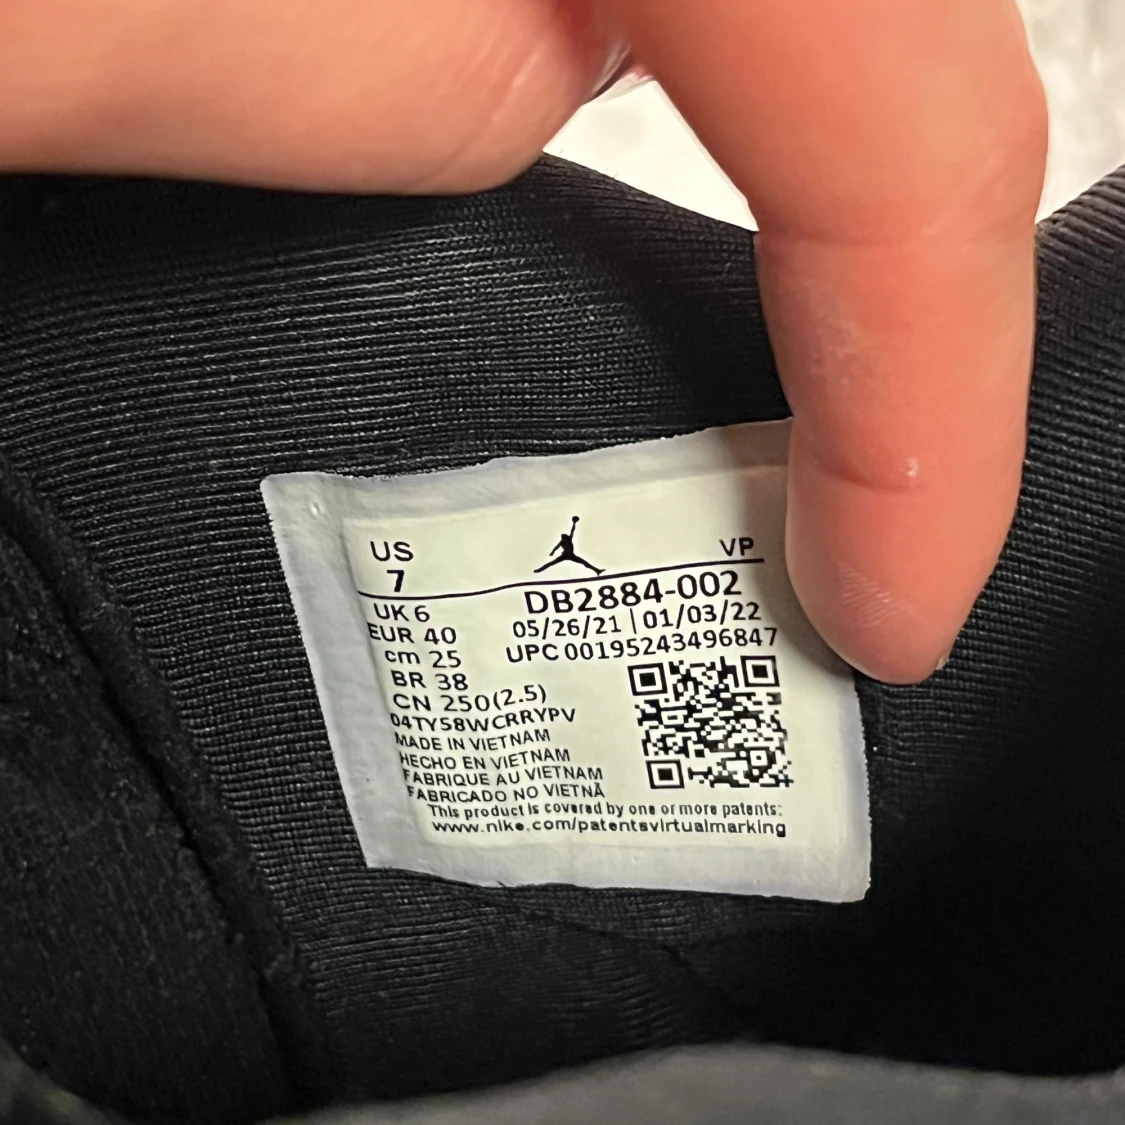 US
VP
7
UK 6
EUR 40
cm 25
BR 38
CN 250(2.5)
DB2884-002
05/26/21 | 01/03/22
UPC 00195243496847
04TY58WCRRYPV
MADE IN VIETNAM
HECHO EN VIETNAM
FABRIQUE AU VIETNAM
FABRICADO NO VIETNÃ
This product is covered by one or more patents:
www.nike.com/patentsvirtualmarking